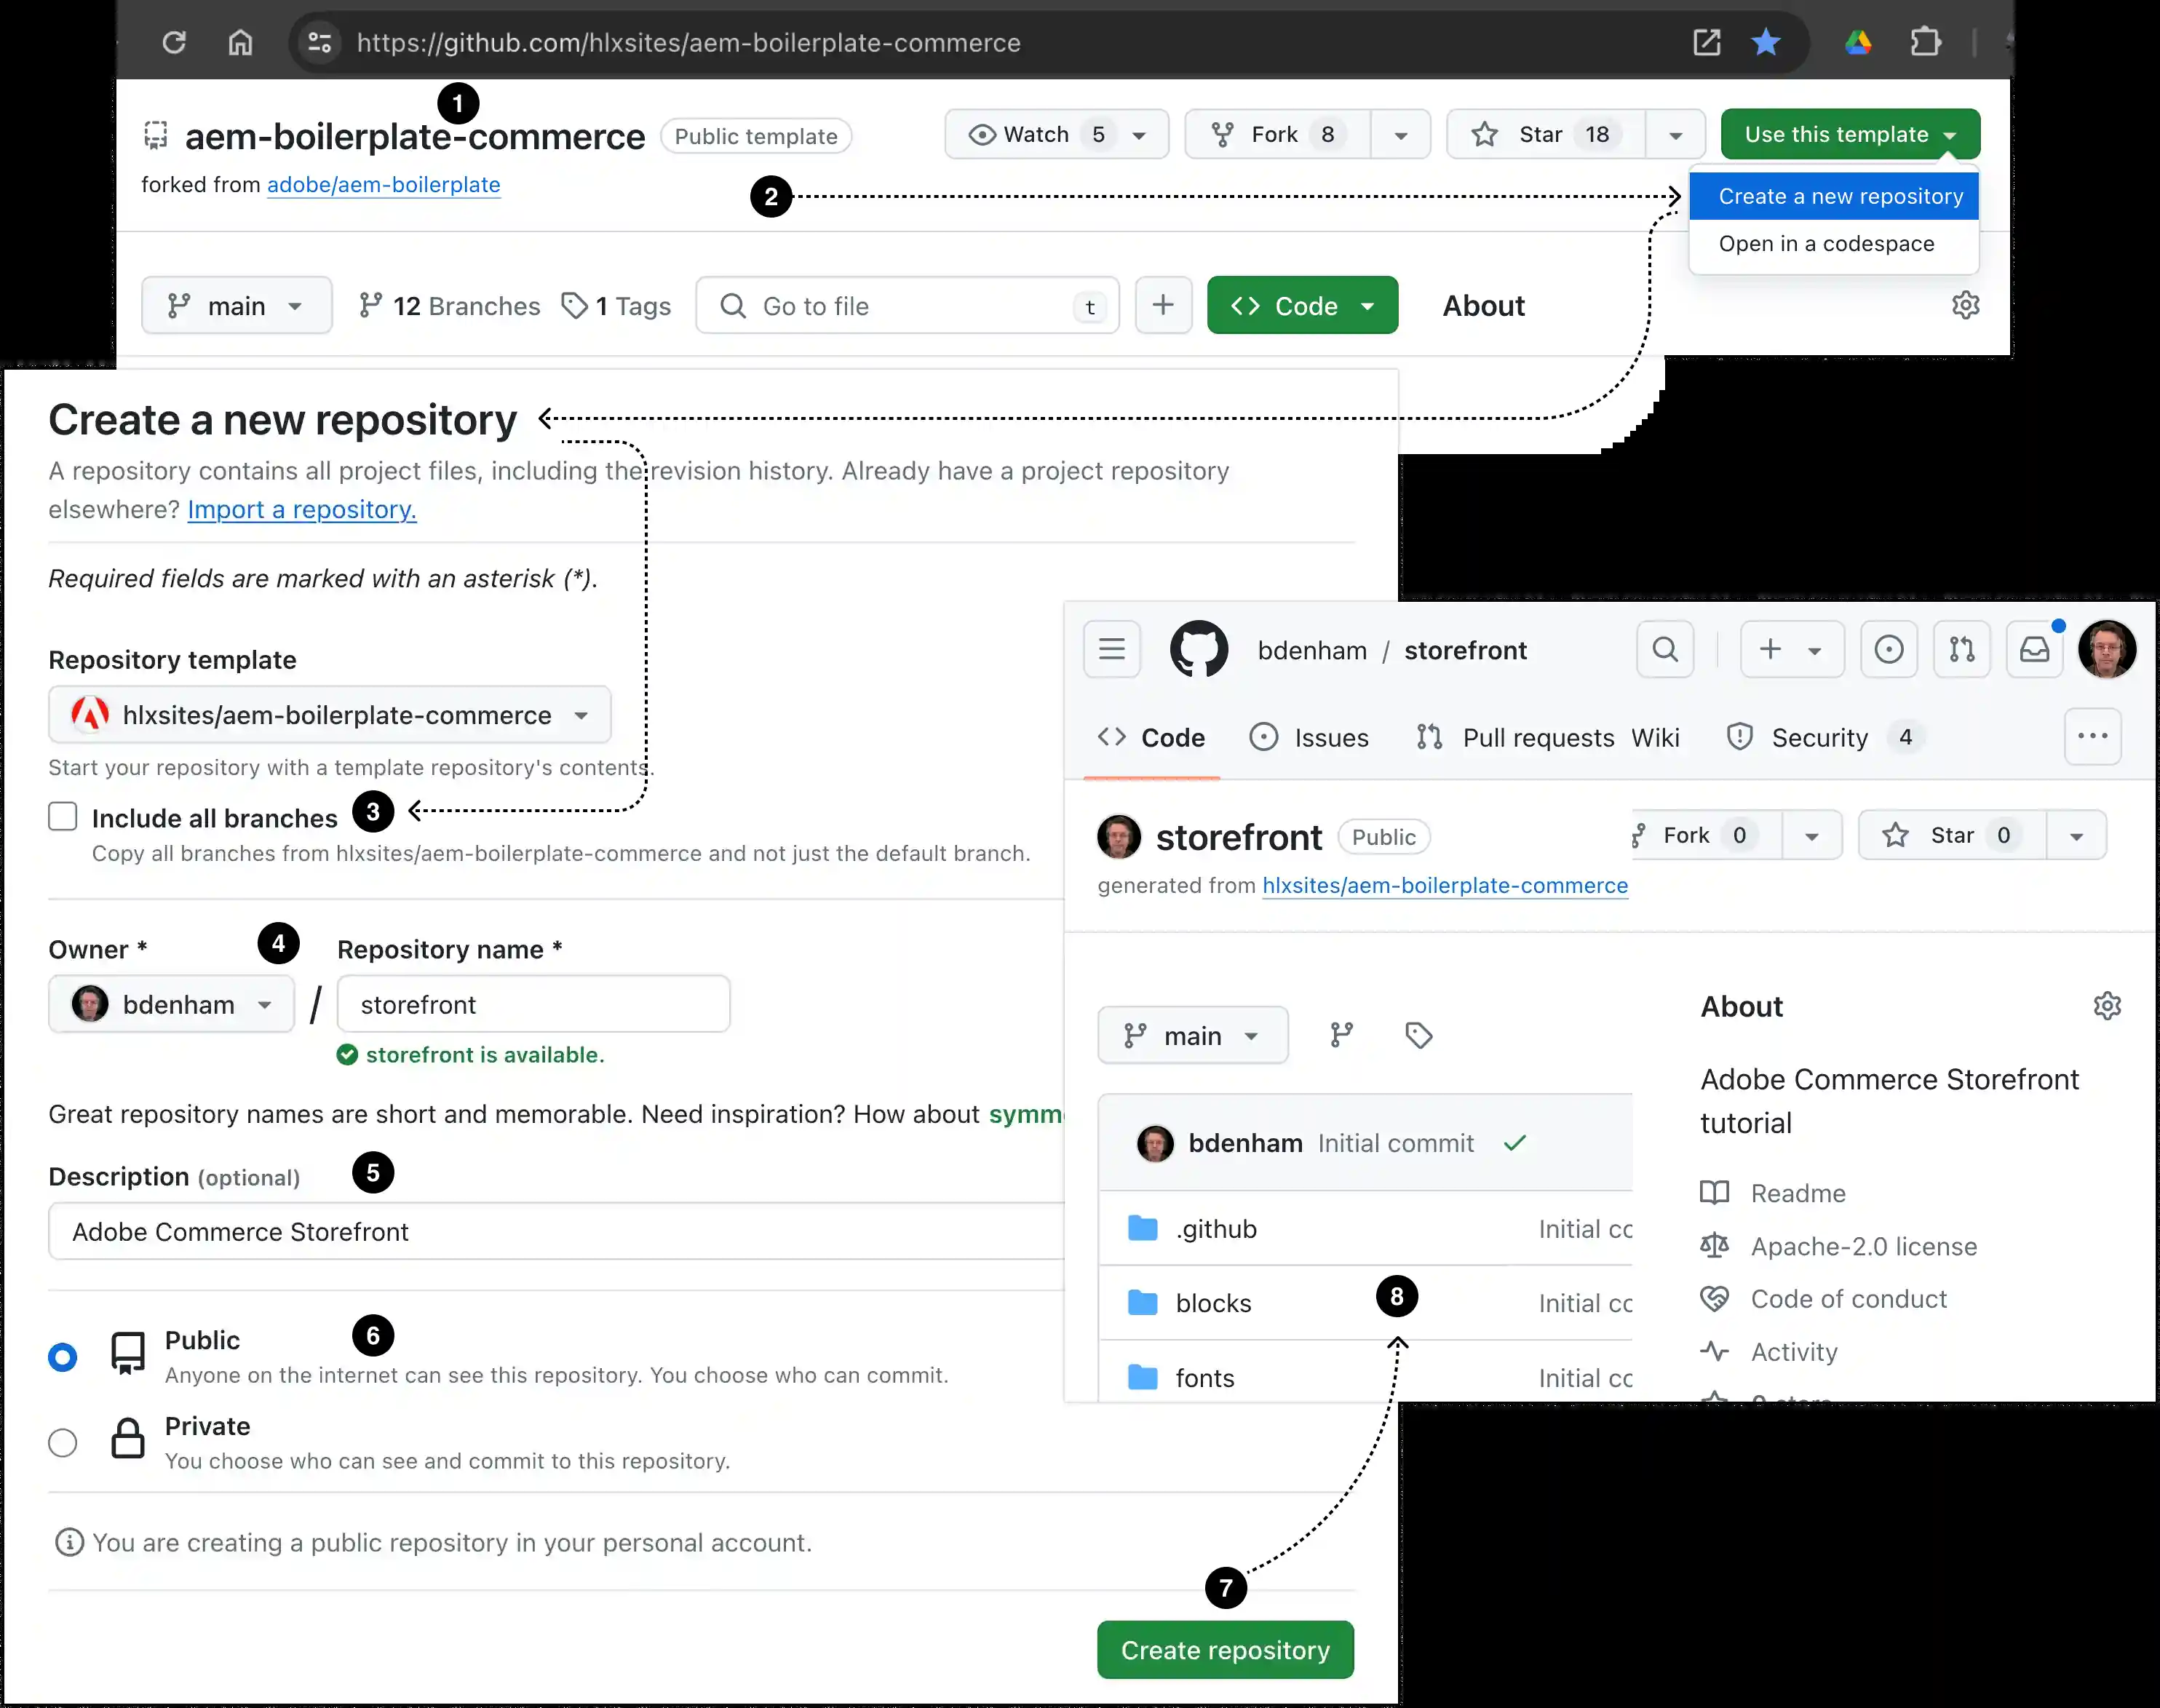 https://github.com/hlxsites/aem-boilerplate-commerce
1
aem-boilerplate-commerce Public template Watch 5 Fork 8 Star 18 Use this template
forked from adobe/aem-boilerplate
2
Create a new repository
Open in a codespace
main 12 Branches 1 Tags Go to file t Code About
Create a new repository
A repository contains all project files, including the revision history. Already have a project repository
elsewhere? Import a repository.
Required fields are marked with an asterisk (*).
Repository template
hlxsites/aem-boilerplate-commerce
Start your repository with a template repository's contents.
Include all branches 3
Copy all branches from hlxsites/aem-boilerplate-commerce and not just the default branch.
Owner * 4 Repository name *
bdenham / storefront
storefront is available.
Great repository names are short and memorable. Need inspiration? How about symm
Description (optional) 5
Adobe Commerce Storefront
Public 6
Anyone on the internet can see this repository. You choose who can commit.
Private
You choose who can see and commit to this repository.
You are creating a public repository in your personal account.
7
Create repository
bdenham / storefront
Code Issues Pull requests Wiki Security 4
storefront Public Fork 0 Star 0
generated from hlxsites/aem-boilerplate-commerce
main
About
Adobe Commerce Storefront
tutorial
bdenham Initial commit
.github Initial cc
blocks 8 Initial cc
fonts Initial cc
Readme
Apache-2.0 license
Code of conduct
Activity